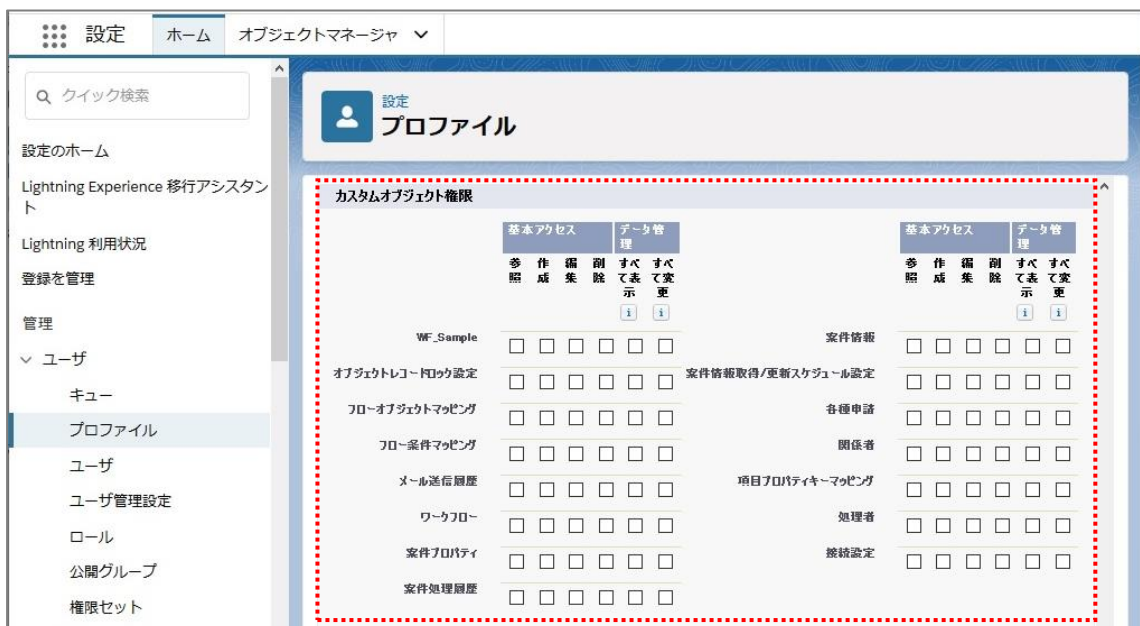 設定 ホーム オブジェクトマネージャ
クイック検索
設定のホーム
Lightning Experience 移行アシスタン
ト
Lightning 利用状況
登録を管理
管理
ユーザ
キュー
プロファイル
ユーザ
ユーザ管理設定
ロール
公開グループ
権限セット
設定
プロファイル
カスタムオブジェクト権限
基本アクセス データ管理 基本アクセス データ管理
参照 作成 編集 削除 すべて表示 すべて変更 参照 作成 編集 削除 すべて表示 すべて変更
i i i i
WF_Sample 案件情報
オブジェクトレコードロック設定 案件情報取得/更新スケジュール設定
フローオブジェクトマッピング 各種申請
フロー条件マッピング 関係者
メール送信履歴 項目プロパティキーマッピング
ワークフロー 処理者
案件プロパティ 接続設定
案件処理履歴